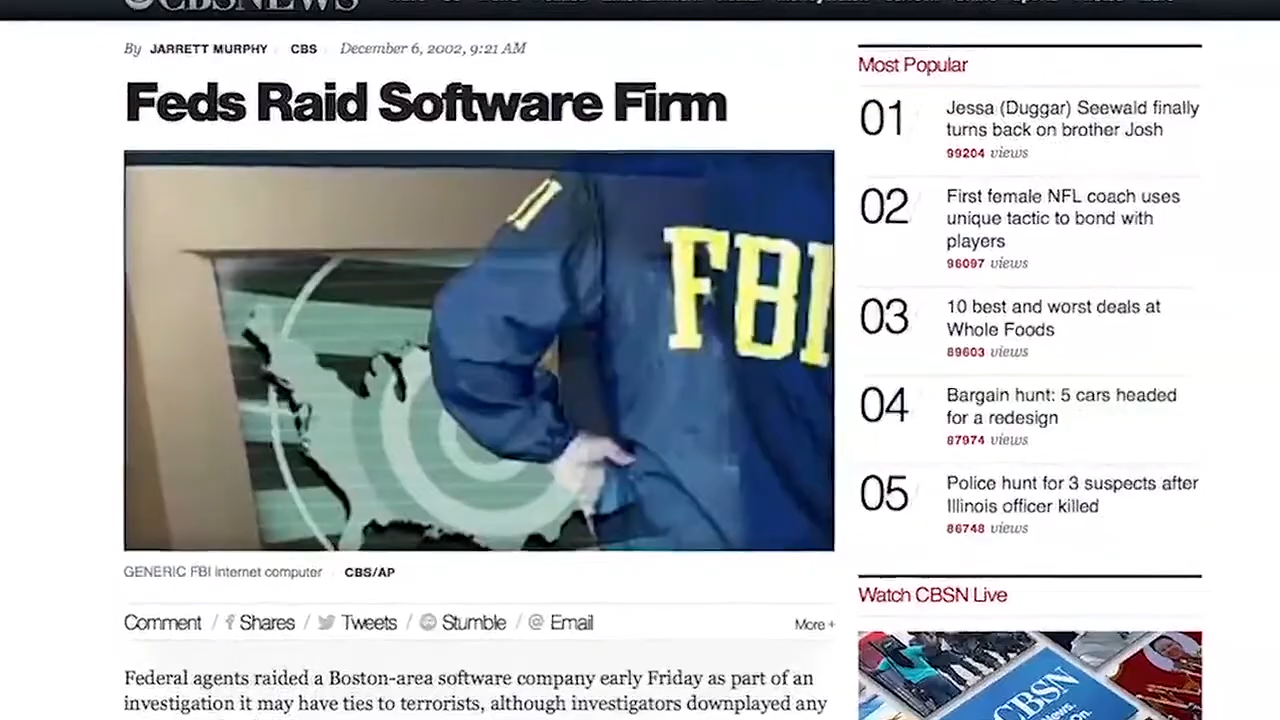 CBSNEWS
By JARRETT MURPHY CBS December 6, 2002, 9:21 AM
Feds Raid Software Firm
FBI
GENERIC FBI internet computer CBS/AP
Comment / Shares / Tweets / Stumble / @ Email More +
Federal agents raided a Boston-area software company early Friday as part of an
investigation it may have ties to terrorists, although investigators downplayed any
Most Popular
01 Jessa (Duggar) Seewald finally
turns back on brother Josh
99204 views
02 First female NFL coach uses
unique tactic to bond with
players
96097 views
03 10 best and worst deals at
Whole Foods
89603 views
04 Bargain hunt: 5 cars headed
for a redesign
87974 views
05 Police hunt for 3 suspects after
Illinois officer killed
86748 views
Watch CBSN Live
CBSN